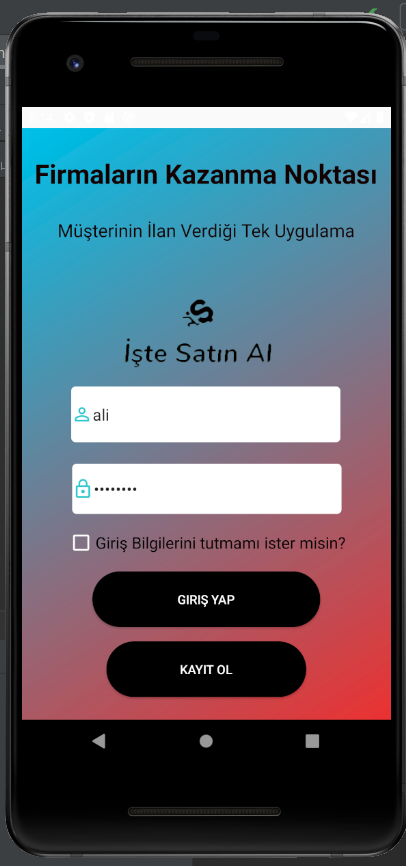 Firmaların Kazanma Noktası
Müşterinin İlan Verdiği Tek Uygulama
İşte Satın Al
ali
••••••••
Giriş Bilgilerini tutmamı ister misin?
GIRIŞ YAP
KAYIT OL